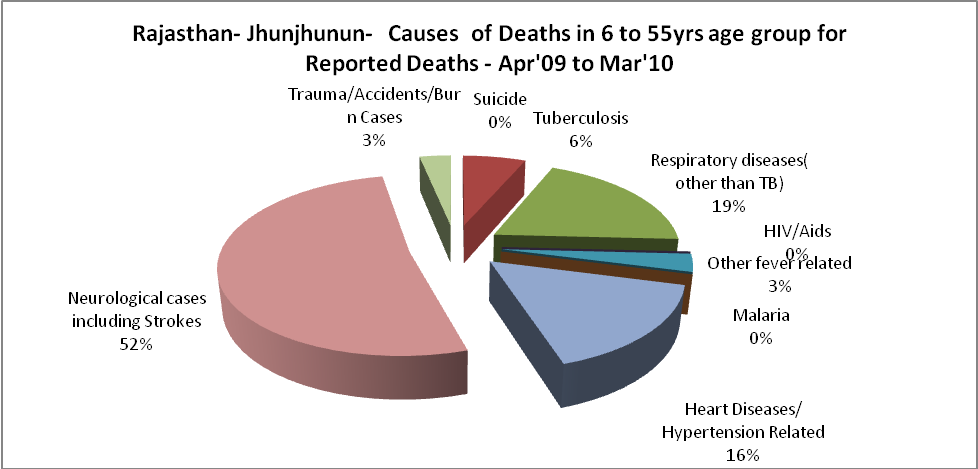 Rajasthan- Jhunjhunun- Causes of Deaths in 6 to 55yrs age group for
Reported Deaths - Apr'09 to Mar'10
Trauma/Accidents/Bur
n Cases
3%
Suicide
0%
Tuberculosis
6%
Respiratory diseases(
other than TB)
19%
HIV/Aids
0%
Other fever related
3%
Malaria
0%
Heart Diseases/
Hypertension Related
16%
Neurological cases
including Strokes
52%